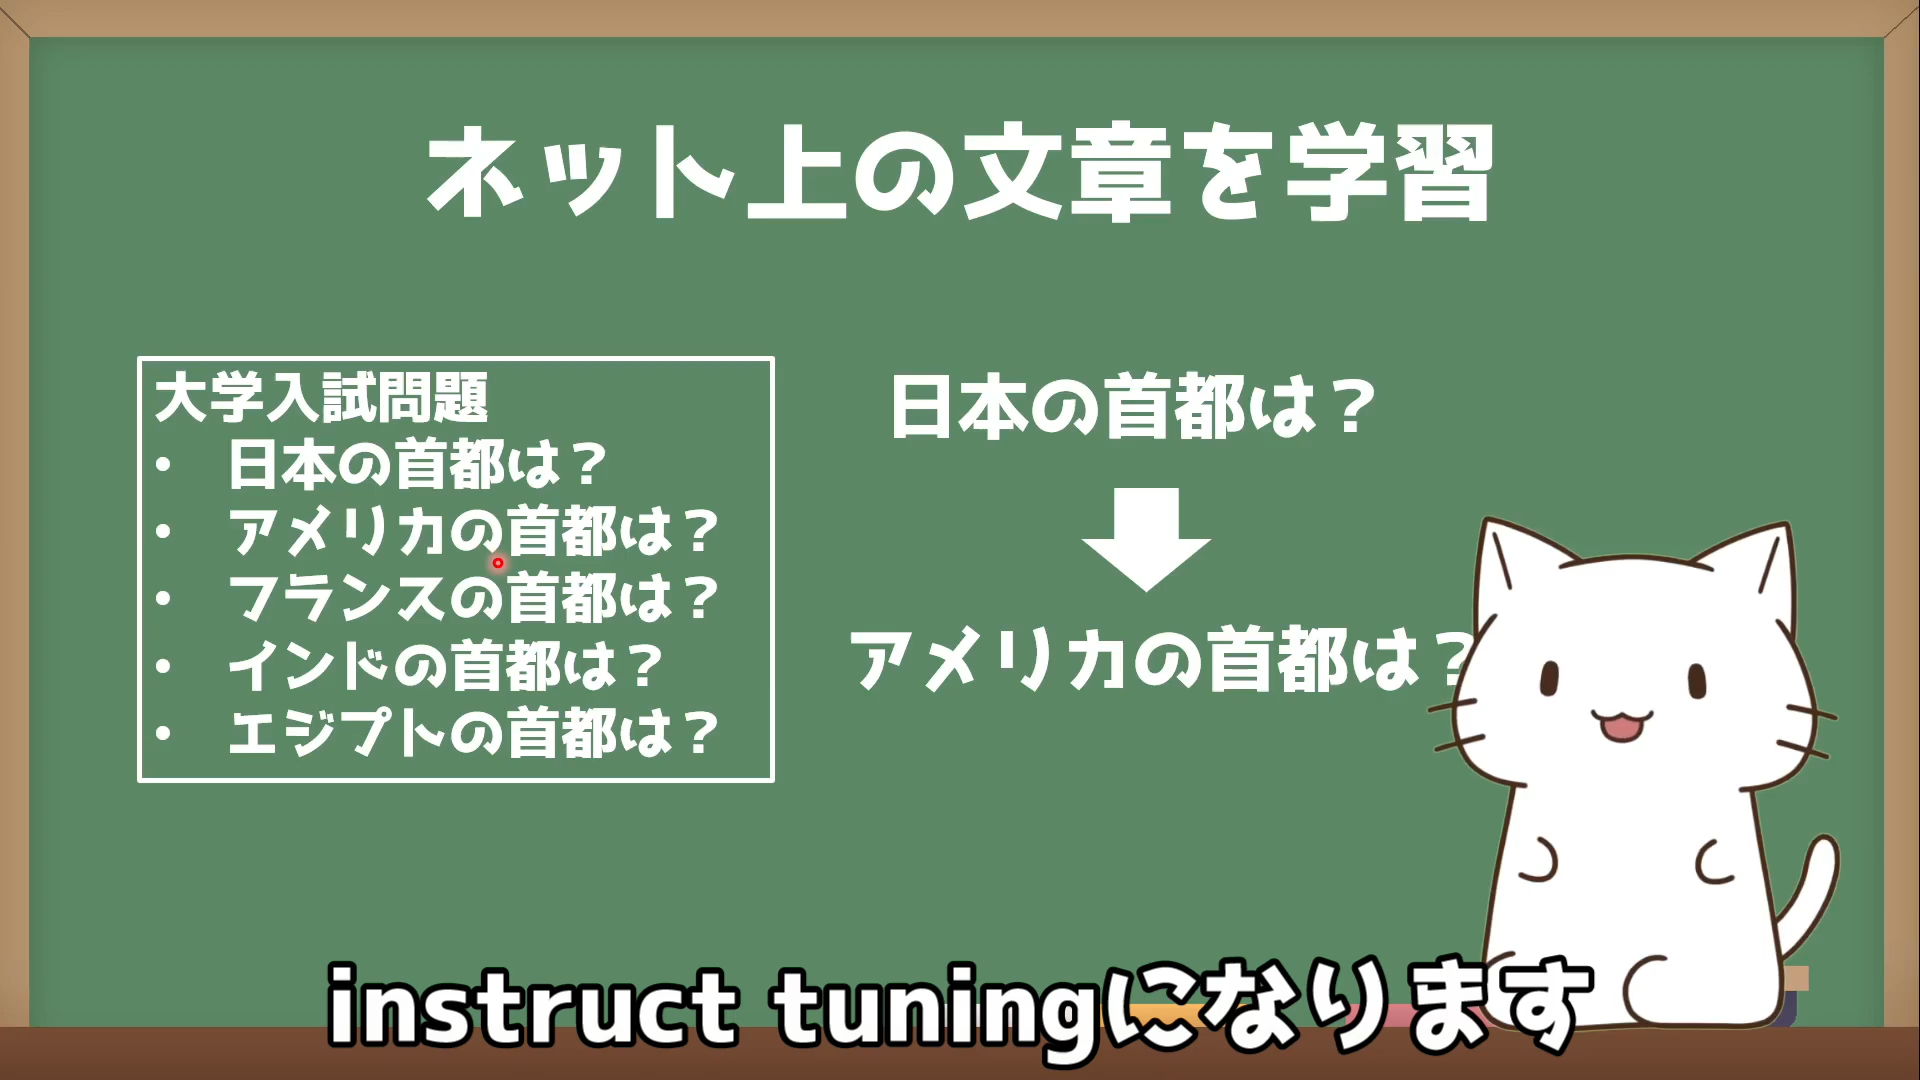 ネット上の文章を学習
大学入試問題
• 日本の首都は？
• アメリカの首都は？
• フランスの首都は？
• インドの首都は？
• エジプトの首都は？
日本の首都は？
アメリカの首都は？
instruct tuningになります